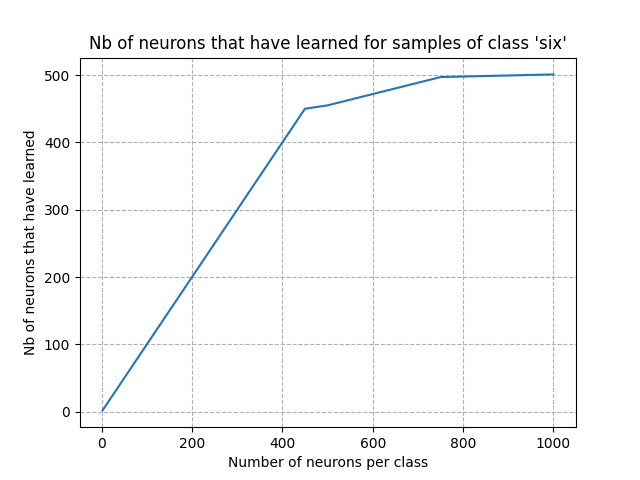 Nb of neurons that have learned for samples of class 'six'
500
400
300
200
100
0
Nb of neurons that have learned
0 200 400 600 800 1000
Number of neurons per class